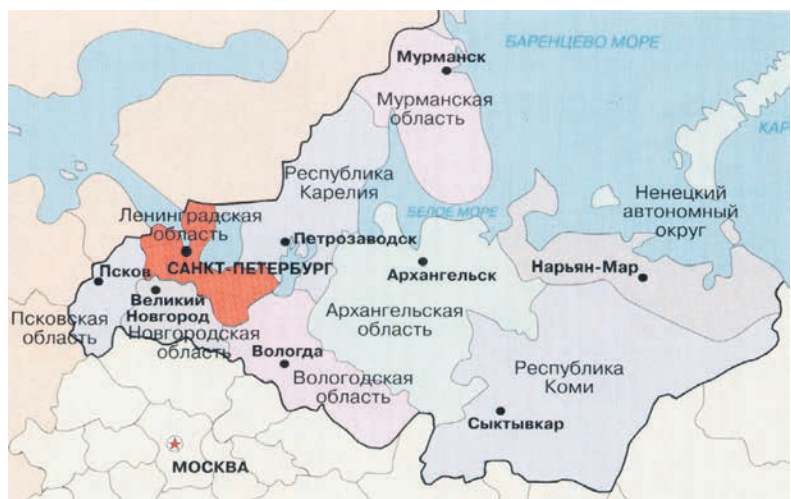 БАРЕНЦЕВО МОРЕ
Мурманск
Мурманская
область
КАР
Республика
Карелия
БЕЛОЕ МОРЕ
Ненецкий
автономный
округ
Ленинградская
область
Петрозаводск
САНКТ-ПЕТЕРБУРГ
Архангельск
Нарьян-Мар
Псков
Великий
Новгород
Псковская
область
Новгородская
область
Архангельская
область
Вологда
Вологодская
область
Республика
Коми
Сыктывкар
МОСКВА